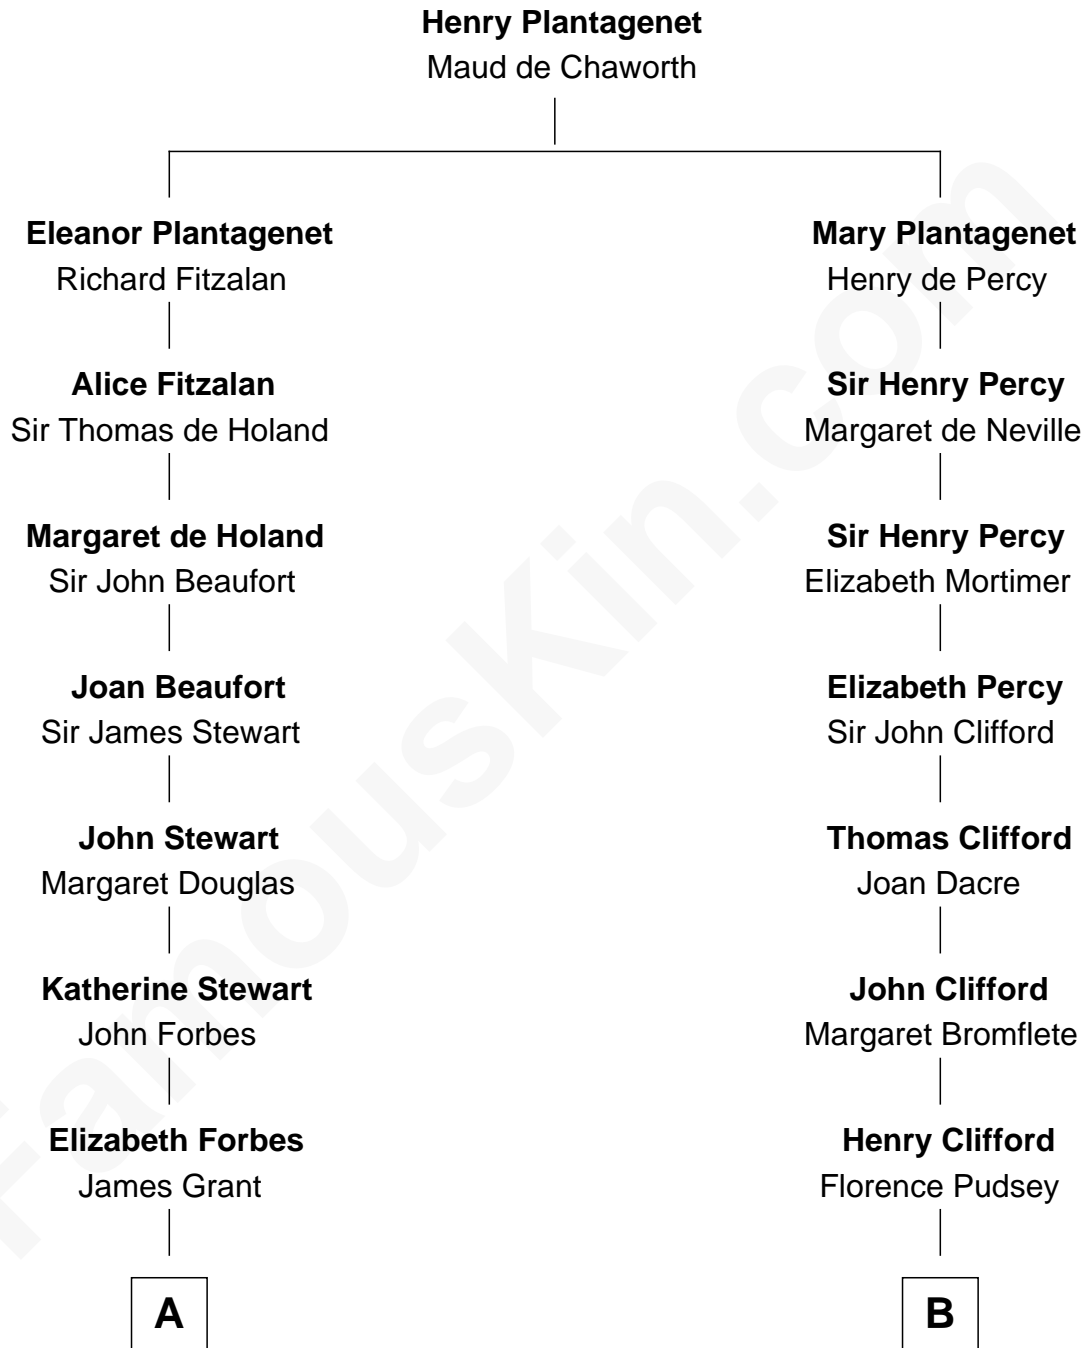 Henry Plantagenet
Maud de Chaworth
Eleanor Plantagenet
Richard Fitzalan
Mary Plantagenet
Henry de Percy
Alice Fitzalan
Sir Thomas de Holand
Sir Henry Percy
Margaret de Neville
Margaret de Holand
Sir John Beaufort
Sir Henry Percy
Elizabeth Mortimer
Joan Beaufort
Sir James Stewart
Elizabeth Percy
Sir John Clifford
John Stewart
Margaret Douglas
Thomas Clifford
Joan Dacre
Katherine Stewart
John Forbes
John Clifford
Margaret Bromflete
Elizabeth Forbes
James Grant
Henry Clifford
Florence Pudsey
A
B
FamousKin.com